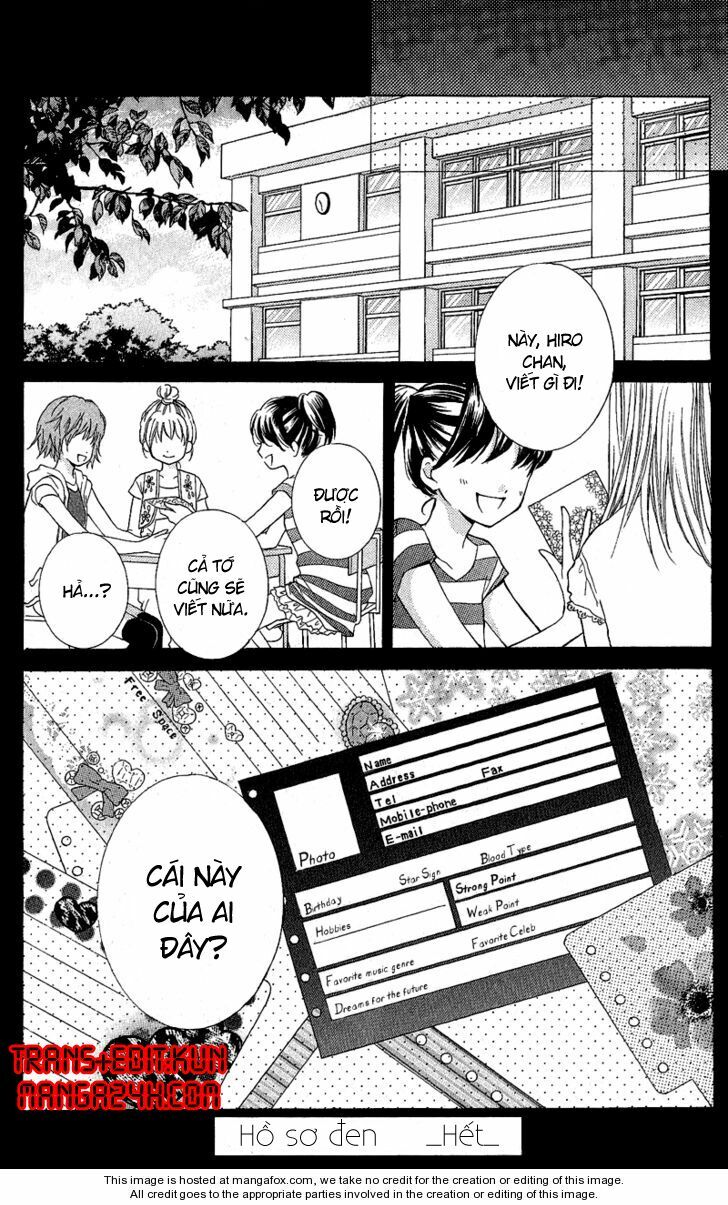 NÀY, HIRO
CHAN,
VIẾT GÌ ĐI!
ĐƯỢC
RỒI!
CẢ TỚ
CŨNG SẼ
VIẾT NỮA.
HẢ...?
Free Space
Photo
Name
Address
Fax
Tel
Mobile-phone
E-mail
Birthday
Star Sign
Blood Type
Hobbies
Strong Point
Weak Point
Favorite music genre
Favorite Celeb
Dreams for the future
CÁI NÀY
CỦA AI
ĐÂY?
TRANS+EDIT:KUN
MANGA24H.COM
Hồ sơ đen _Hết_
This image is hosted at mangafox.com, we take no credit for the creation or editing of this image.
All credit goes to the appropriate parties involved in the creation or editing of this image.